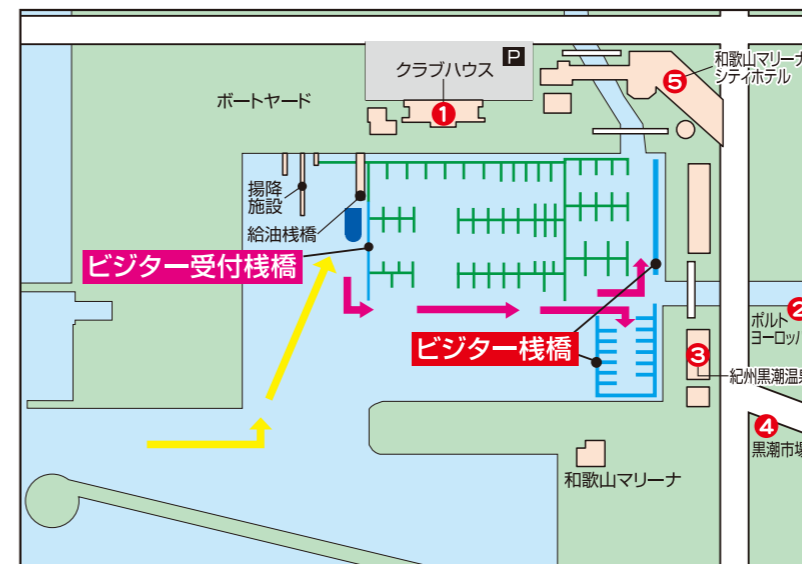 クラブハウス
P
和歌山マリーナ
シティホテル
5
ボートヤード
1
揚降
施設
給油桟橋
ビジター受付桟橋
ビジター桟橋
2
ポルト
ヨーロッパ
3
紀州黒潮温泉
4
黒潮市場
和歌山マリーナ